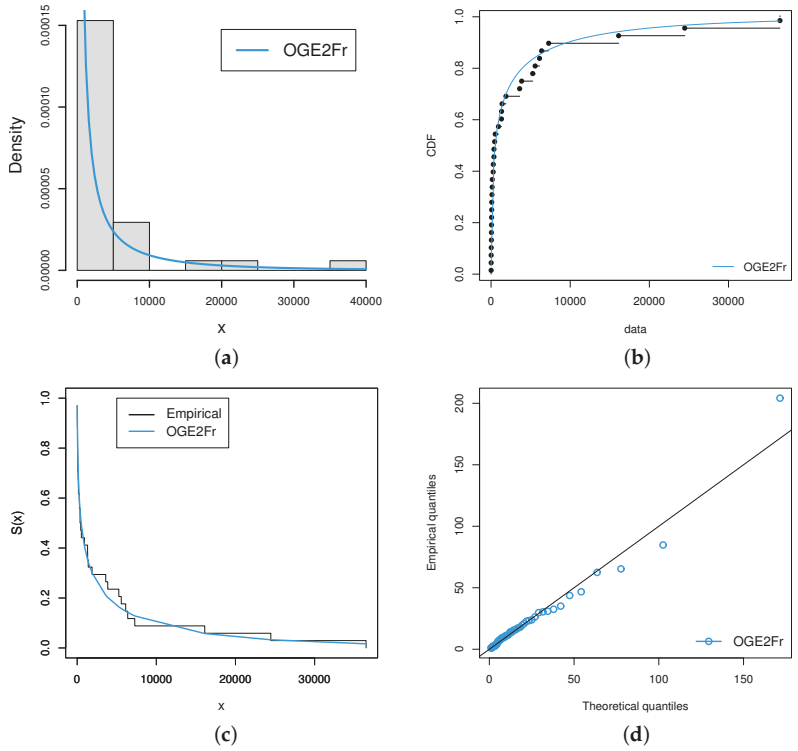 0.00015
0.00010
0.00005
0.00000
Density
OGE2Fr
0 10000 20000 30000 40000
x
(a)
1.0
0.8
0.6
0.4
0.2
0.0
CDF
OGE2Fr
0 10000 20000 30000
data
(b)
1.0
0.8
0.6
0.4
0.2
0.0
S(x)
Empirical
OGE2Fr
0 10000 20000 30000
x
(c)
200
150
100
50
0
Empirical quantiles
OGE2Fr
0 50 100 150
Theoretical quantiles
(d)